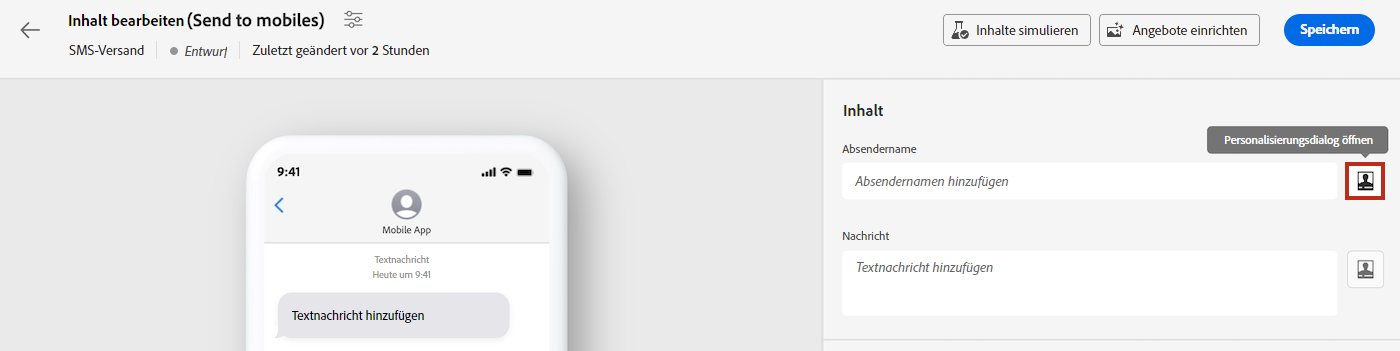 Inhalt bearbeiten (Send to mobiles)
SMS-Versand Entwurf Zuletzt geändert vor 2 Stunden
Inhalte simulieren Angebote einrichten Speichern
9:41
Mobile App
Textnachricht
Heute um 9:41
Textnachricht hinzufügen
Inhalt
Personalisierungsdialog öffnen
Absendername
Absendernamen hinzufügen
Nachricht
Textnachricht hinzufügen